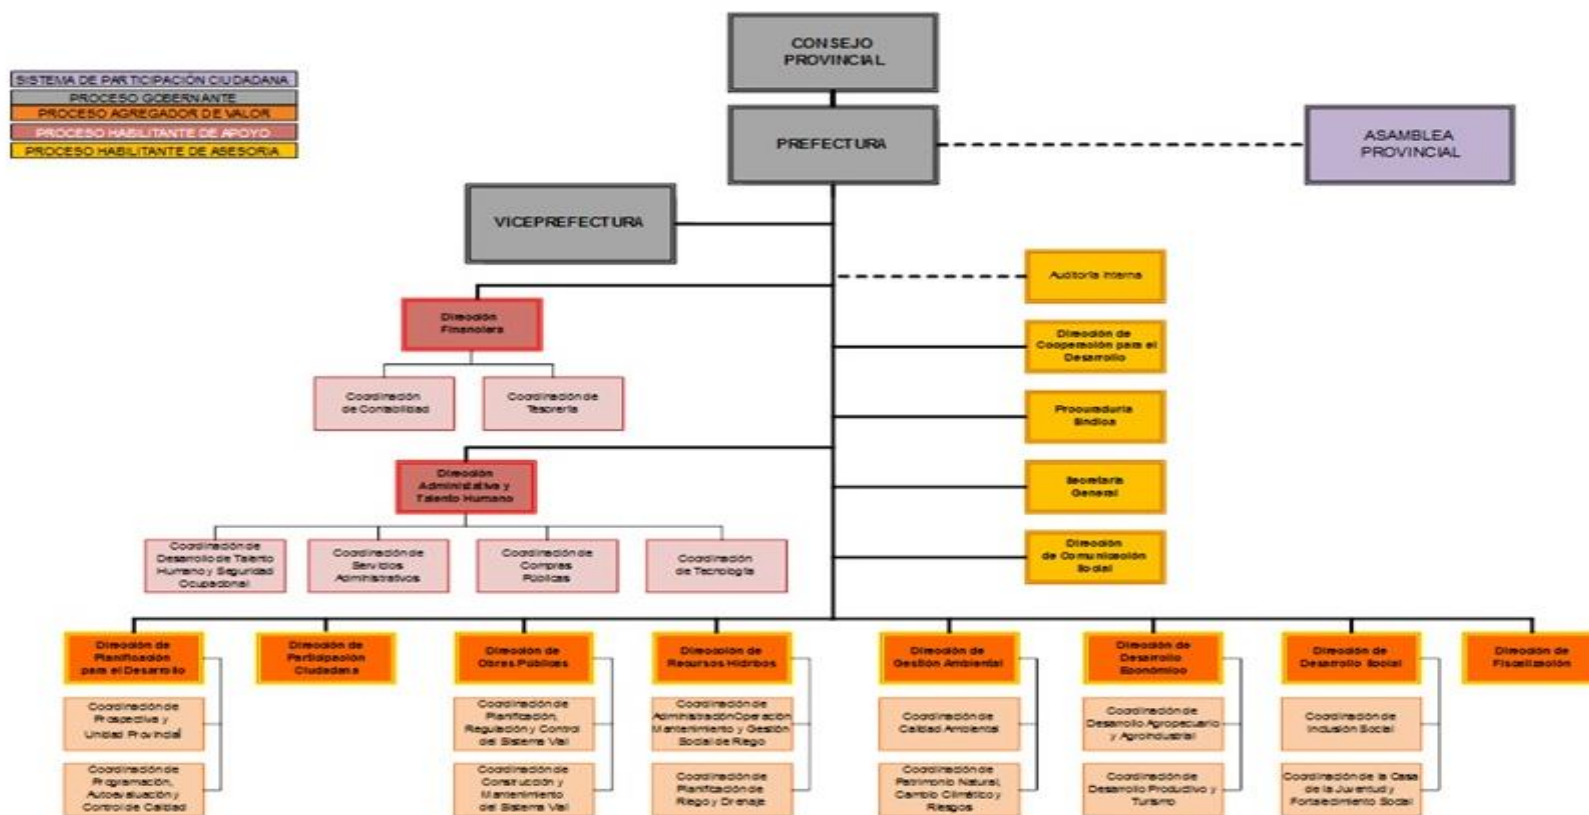 CONSEJO
PROVINCIAL
SISTEMA DE PARTICIPACIÓN CIUDADANA
PROCESO GOBERNANTE
PROCESO AGREGADOR DE VALOR
PROCESO HABILITANTE DE APOYO
PROCESO HABILITANTE DE ASESORIA
PREFECTURA
ASAMBLEA
PROVINCIAL
VICEPREFECTURA
Auditoría Interna
Dirección
Financiera
Dirección de
Cooperación para el
Desarrollo
Coordinación
de Contabilidad
Coordinación de
Tesorería
Procuraduría
Síndica
Dirección
Administativa y
Talento Humano
Secretaría
General
Coordinación de
Desarrollo de Talento
Humano y Seguridad
Ocupacional
Coordinación de
Servicios
Administrativos
Coordinación de
Compras
Públicas
Coordinación
de Tecnología
Dirección
de Comunicación
Social
Dirección de
Planificación
para el Desarrollo
Dirección de
Participación
Ciudadana
Dirección de
Obras Públicas
Dirección de
Recursos Hídricos
Dirección de
Gestión Ambiental
Dirección de
Desarrollo
Económico
Dirección de
Desarrollo Social
Dirección de
Fiscalización
Coordinación de
Prospectiva y
Unidad Provincial
Coordinación de
Planificación,
Regulación y Control
del Sistema Vial
Coordinación de
Administración Operación
Mantenimiento y Gestión
Social de Riego
Coordinación de
Calidad Ambiental
Coordinación de
Desarrollo Agropecuario
y Agroindustrial
Coordinación de
Inclusión Social
Coordinación de
Programación,
Autoevaluación y
Control de Calidad
Coordinación de
Construcción y
Mantenimiento
del Sistema Vial
Coordinación de
Planificación de
Riego y Drenaje
Coordinación de
Patrimonio Natural,
Cambio Climático y
Riesgos
Coordinación de
Desarrollo Productivo y
Turismo
Coordinación de la Casa
de la Juventud y
Fortalecimiento Social